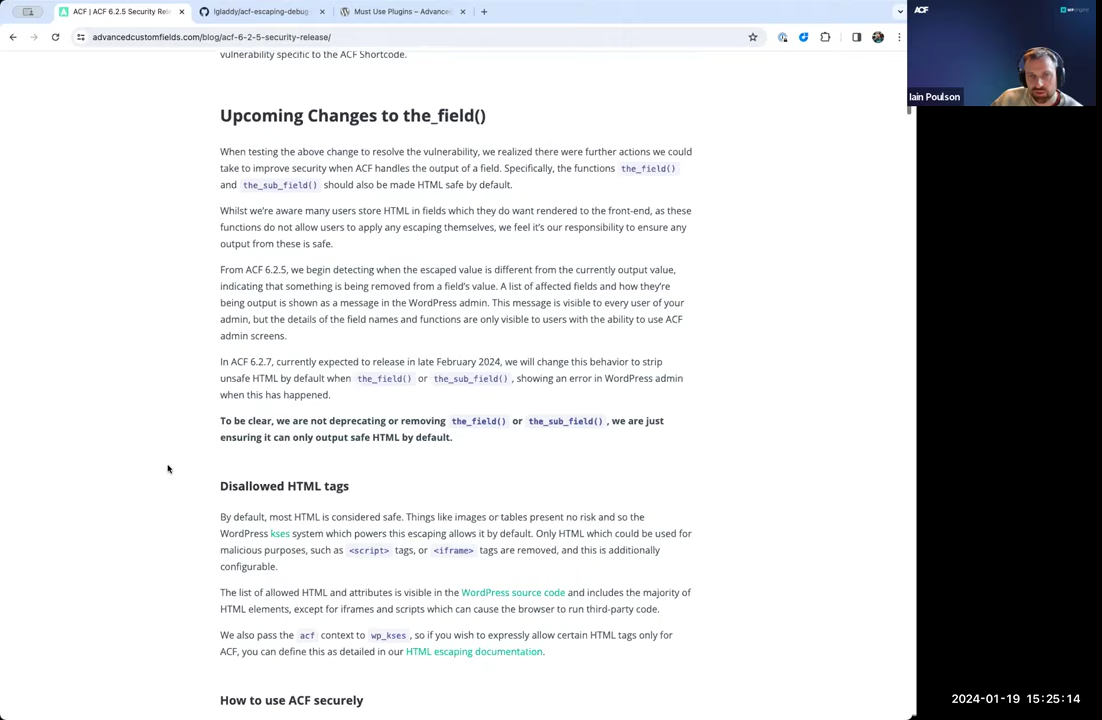 ACF | ACF 6.2.5 Security Rele
lgladdy/acf-escaping-debug
Must Use Plugins – Advanced
advancedcustomfields.com/blog/acf-6-2-5-security-release/
ACF
Iain Poulson
vulnerability specific to the ACF Shortcode.
Upcoming Changes to the_field()
When testing the above change to resolve the vulnerability, we realized there were further actions we could
take to improve security when ACF handles the output of a field. Specifically, the functions the_field()
and the_sub_field() should also be made HTML safe by default.
Whilst we're aware many users store HTML in fields which they do want rendered to the front-end, as these
functions do not allow users to apply any escaping themselves, we feel it's our responsibility to ensure any
output from these is safe.
From ACF 6.2.5, we begin detecting when the escaped value is different from the currently output value,
indicating that something is being removed from a field's value. A list of affected fields and how they're
being output is shown as a message in the WordPress admin. This message is visible to every user of your
admin, but the details of the field names and functions are only visible to users with the ability to use ACF
admin screens.
In ACF 6.2.7, currently expected to release in late February 2024, we will change this behavior to strip
unsafe HTML by default when the_field() or the_sub_field(), showing an error in WordPress admin
when this has happened.
To be clear, we are not deprecating or removing the_field() or the_sub_field(), we are just
ensuring it can only output safe HTML by default.
Disallowed HTML tags
By default, most HTML is considered safe. Things like images or tables present no risk and so the
WordPress kses system which powers this escaping allows it by default. Only HTML which could be used for
malicious purposes, such as <script> tags, or <iframe> tags are removed, and this is additionally
configurable.
The list of allowed HTML and attributes is visible in the WordPress source code and includes the majority of
HTML elements, except for iframes and scripts which can cause the browser to run third-party code.
We also pass the acf context to wp_kses, so if you wish to expressly allow certain HTML tags only for
ACF, you can define this as detailed in our HTML escaping documentation.
How to use ACF securely
2024-01-19 15:25:14